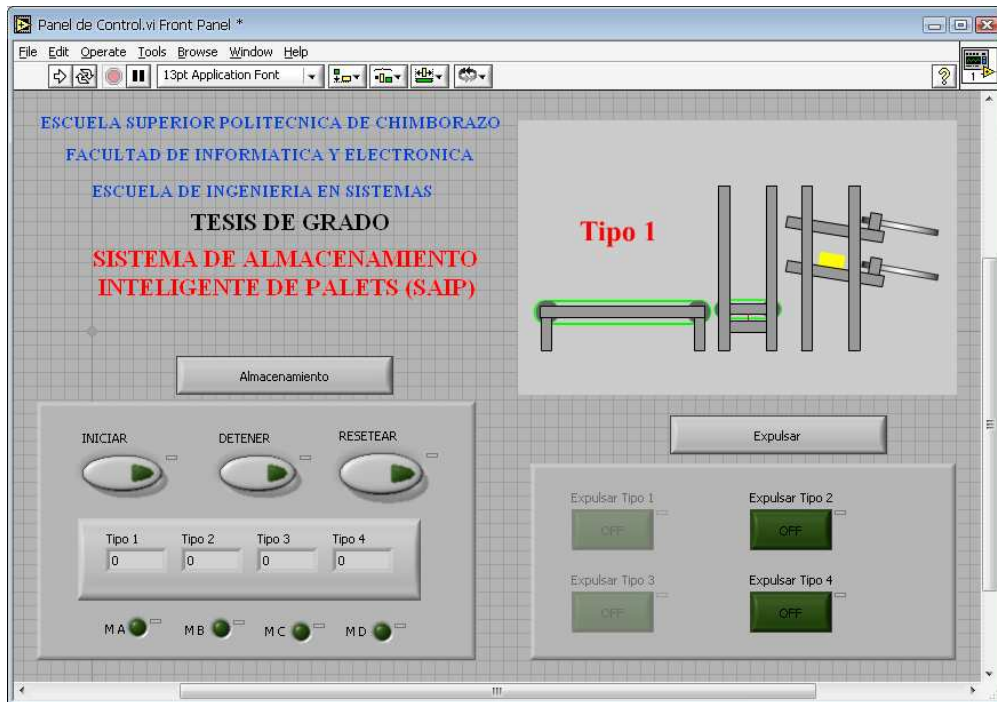 Panel de Control.vi Front Panel *
File Edit Operate Tools Browse Window Help
13pt Application Font
1
ESCUELA SUPERIOR POLITECNICA DE CHIMBORAZO
FACULTAD DE INFORMATICA Y ELECTRONICA
ESCUELA DE INGENIERIA EN SISTEMAS
TESIS DE GRADO
SISTEMA DE ALMACENAMIENTO
INTELIGENTE DE PALETS (SAIP)
Tipo 1
Almacenamiento
INICIAR DETENER RESETEAR
Tipo 1 Tipo 2 Tipo 3 Tipo 4
0 0 0 0
MA MB MC MD
Expulsar
Expulsar Tipo 1 Expulsar Tipo 2
OFF OFF
Expulsar Tipo 3 Expulsar Tipo 4
OFF OFF